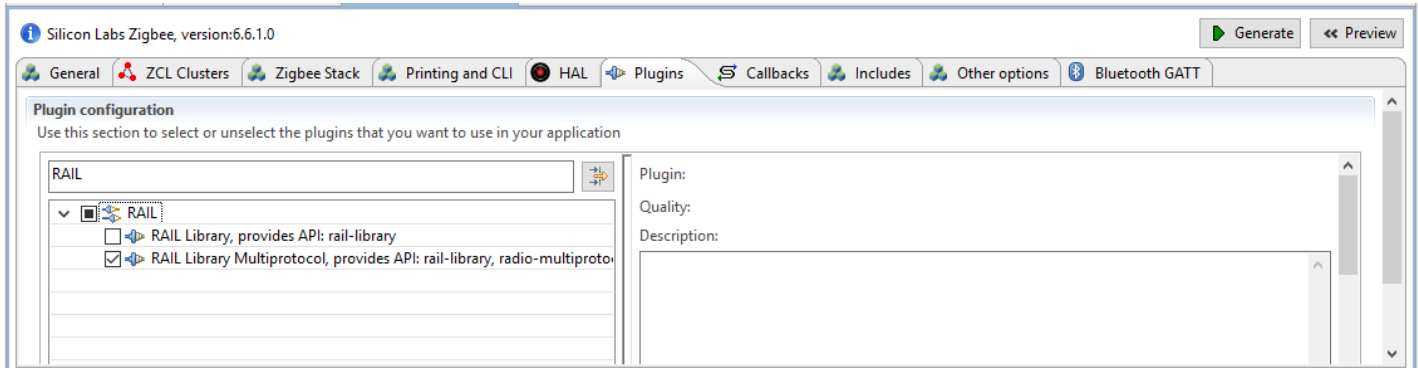 Silicon Labs Zigbee, version:6.6.1.0
Generate
Preview
General
ZCL Clusters
Zigbee Stack
Printing and CLI
HAL
Plugins
Callbacks
Includes
Other options
Bluetooth GATT
Plugin configuration
Use this section to select or unselect the plugins that you want to use in your application
RAIL
Plugin:
RAIL
Quality:
RAIL Library, provides API: rail-library
Description:
RAIL Library Multiprotocol, provides API: rail-library, radio-multiproto